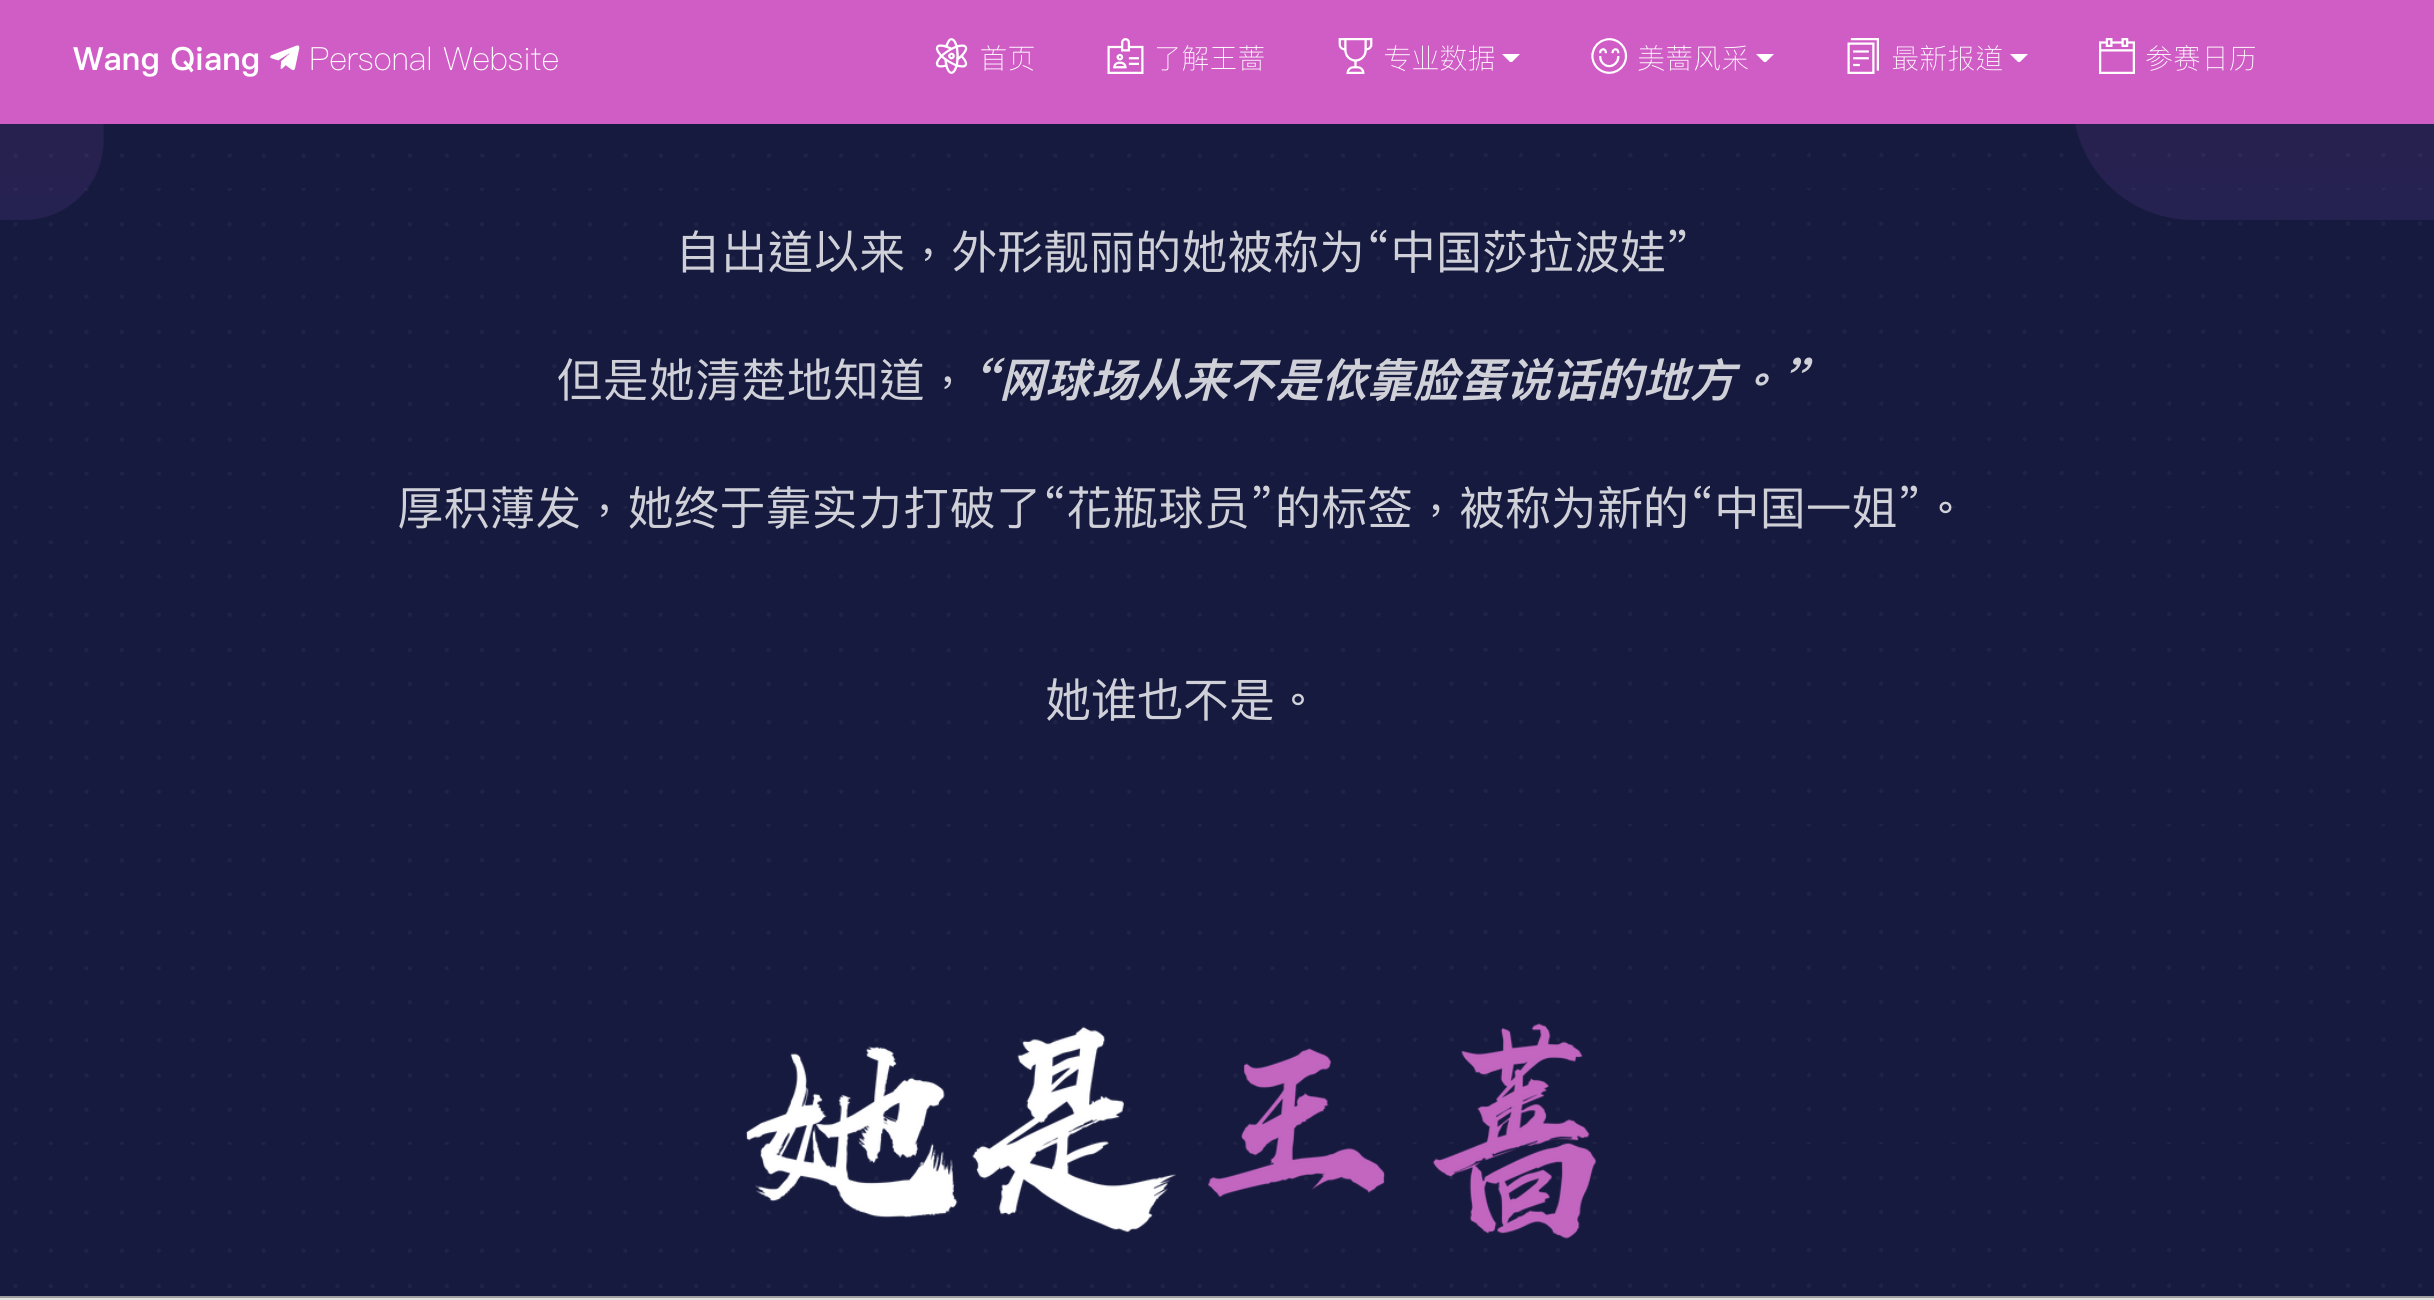 Wang Qiang Personal Website
首页
了解王蔷
专业数据
美蔷风采
最新报道
参赛日历
自出道以来，外形靓丽的她被称为“中国莎拉波娃”
但是她清楚地知道，“网球场从来不是依靠脸蛋说话的地方。”
厚积薄发，她终于靠实力打破了“花瓶球员”的标签，被称为新的“中国一姐”。
她谁也不是。
她是王蔷